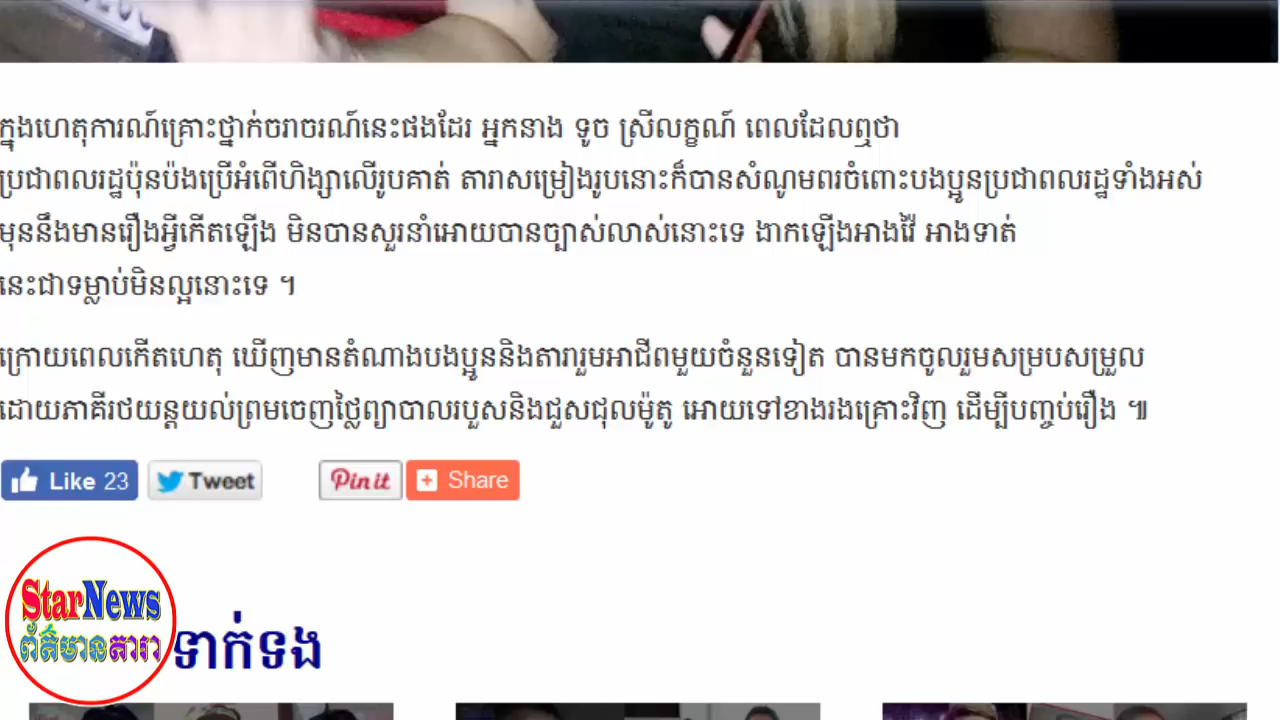 ក្នុងហេតុការណ៍គ្រោះថ្នាក់ចរាចរណ៍នេះផងដែរ អ្នកនាង ទូច ស្រីលក្ខណ៍ ពេលដែលឮថា
ប្រជាពលរដ្ឋប៉ុនប៉ងប្រើអំពើហិង្សាលើរូបគាត់ តារាសម្រៀងរូបនោះក៏បានសំណូមពរចំពោះបងប្អូនប្រជាពលរដ្ឋទាំងអស់
មុននឹងមានរឿងអ្វីកើតឡើង មិនបានសួរនាំអោយបានច្បាស់លាស់នោះទេ ងាកឡើងអាងវ៉ៃ អាងទាត់
នេះជាទម្លាប់មិនល្អនោះទេ ។
ក្រោយពេលកើតហេតុ ឃើញមានតំណាងបងប្អូននិងតារារួមអាជីពមួយចំនួនទៀត បានមកចូលរួមសម្របសម្រួល
ដោយភាគីរថយន្តយល់ព្រមចេញថ្លៃព្យាបាលរបួសនិងជួសជុលម៉ូតូ អោយទៅខាងរងគ្រោះវិញ ដើម្បីបញ្ចប់រឿង ៕
Like 23 Tweet Pin it Share
StarNews
ព័ត៌មានតារា
ទាក់ទង